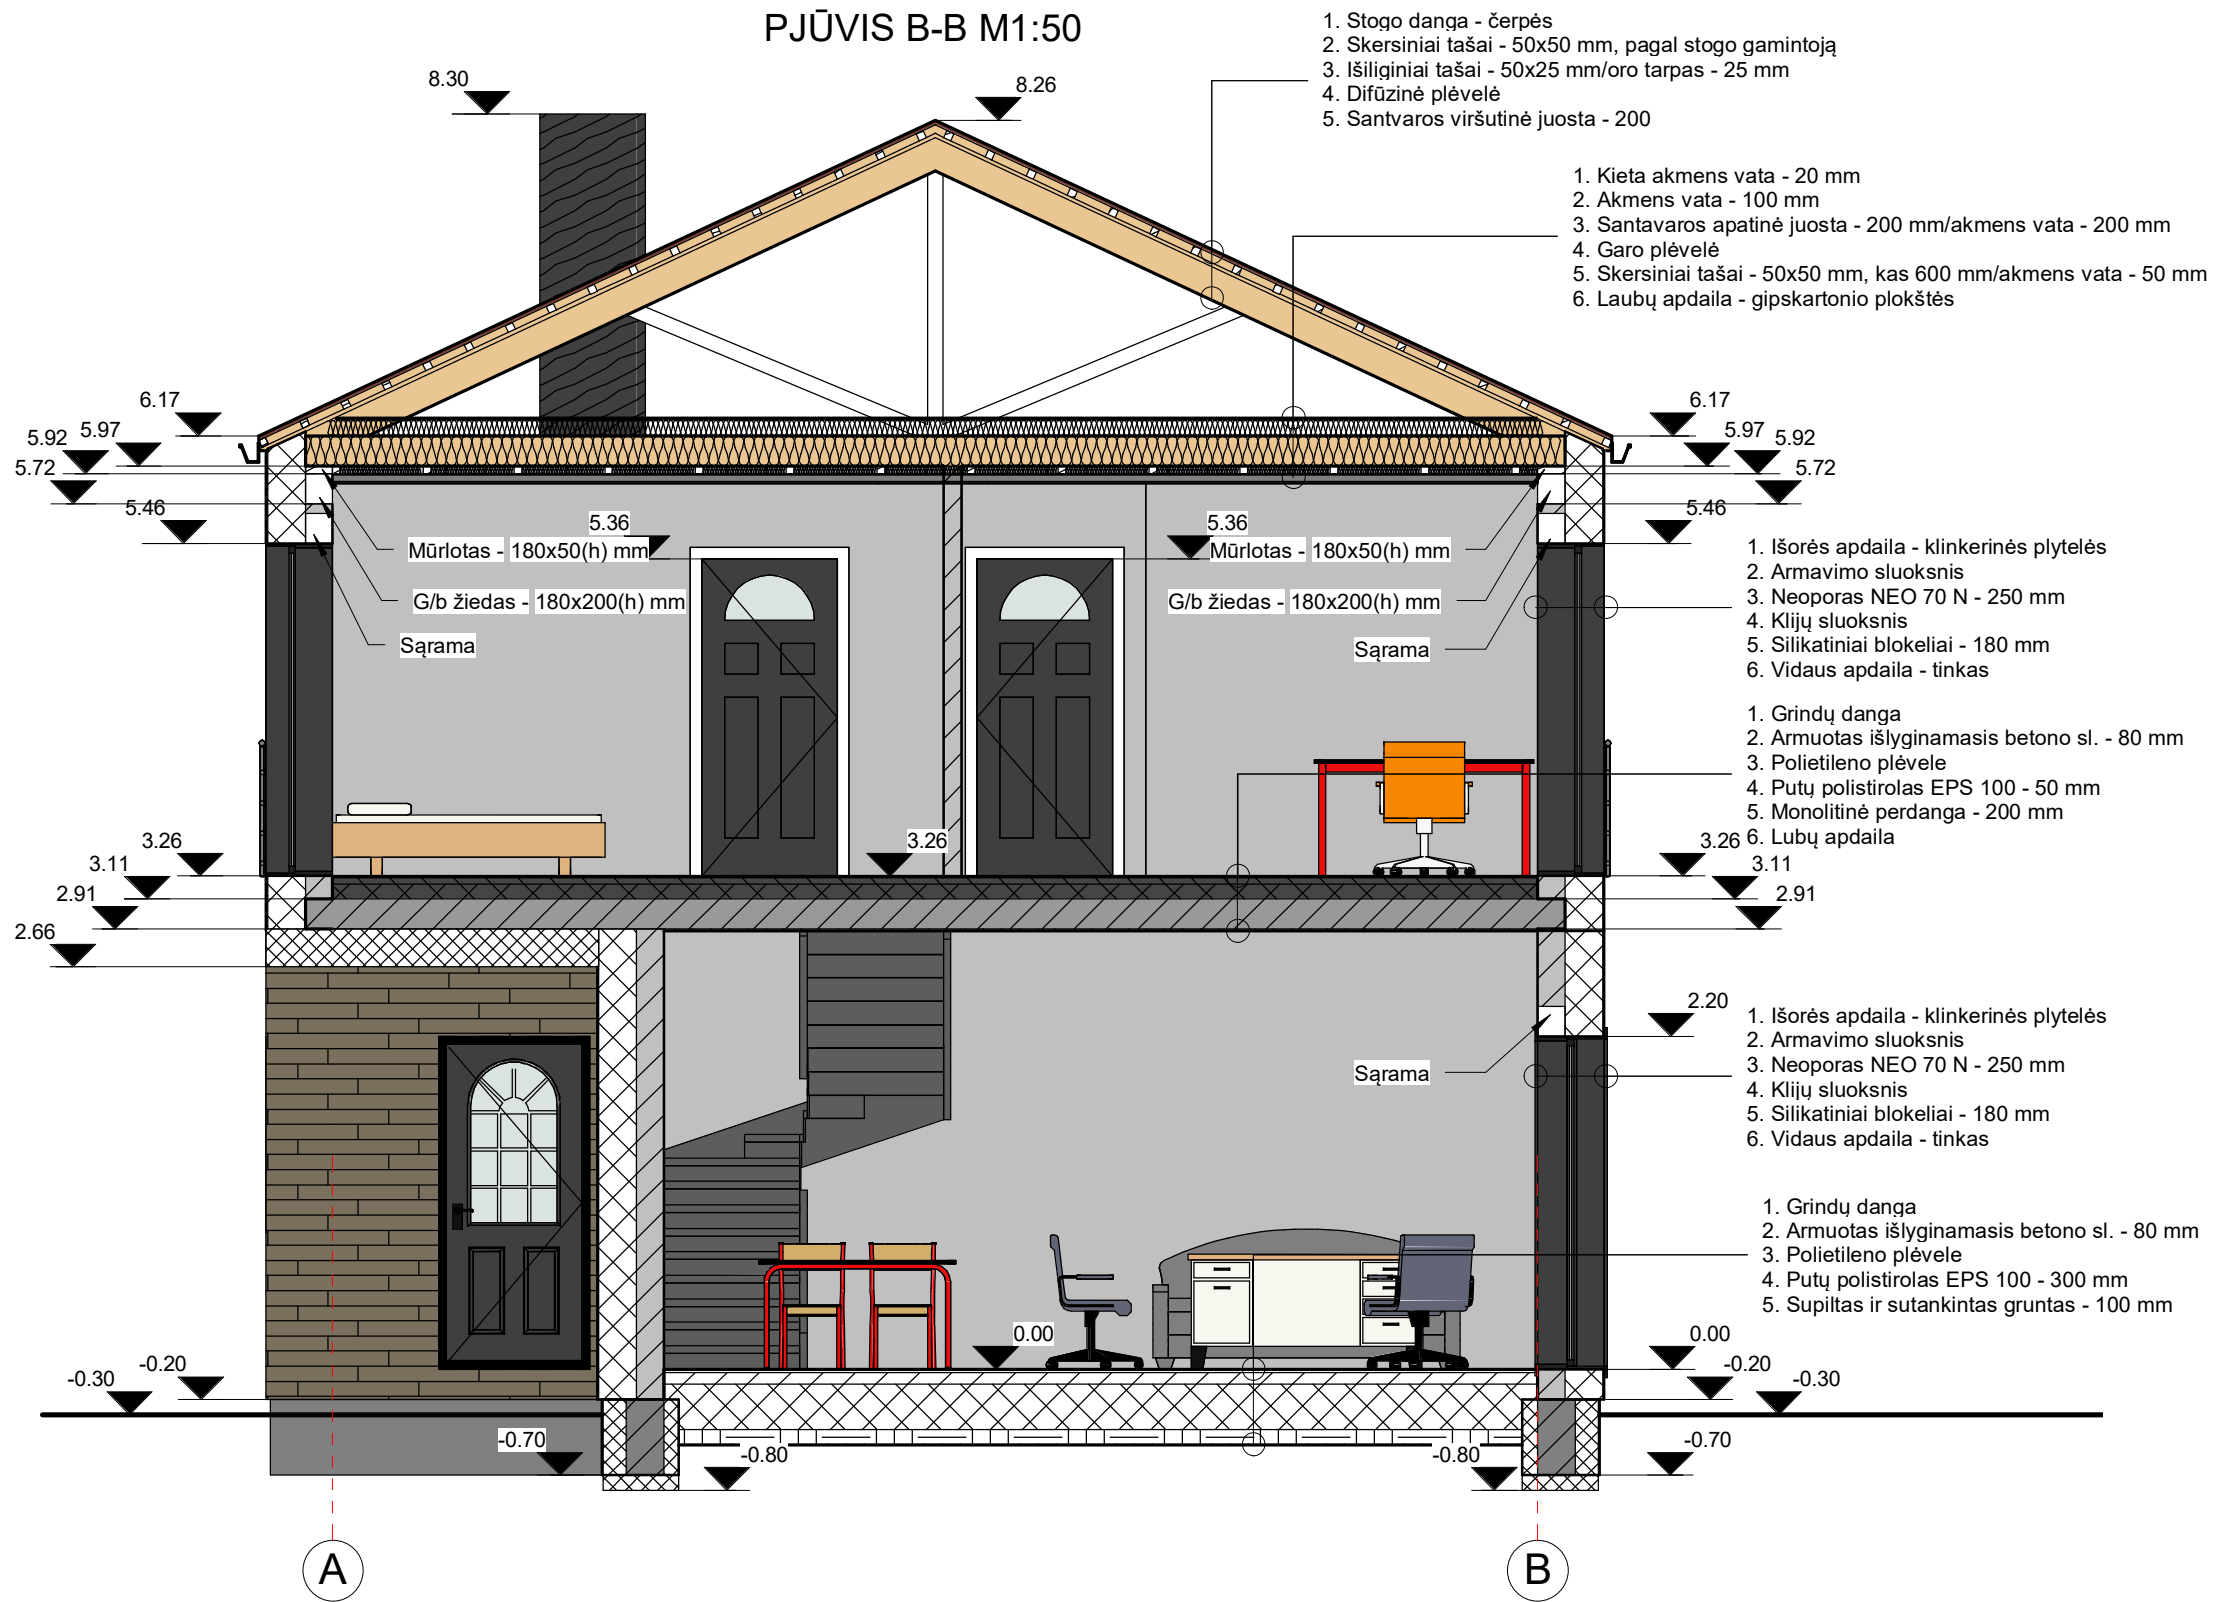 PJŪVIS B-B M1:50
1. Stogo danga - čerpės
2. Skersiniai tašai - 50x50 mm, pagal stogo gamintoją
3. Išiliginiai tašai - 50x25 mm/oro tarpas - 25 mm
4. Difūzinė plėvelė
5. Santvaros viršutinė juosta - 200
8.30
8.26
1. Kieta akmens vata - 20 mm
2. Akmens vata - 100 mm
3. Santavaros apatinė juosta - 200 mm/akmens vata - 200 mm
4. Garo plėvelė
5. Skersiniai tašai - 50x50 mm, kas 600 mm/akmens vata - 50 mm
6. Laubų apdaila - gipskartonio plokštės
6.17
6.17
5.92 5.97
5.97 5.92
5.72
5.72
5.46
5.46
5.36
5.36
Mūrlotas - 180x50(h) mm
Mūrlotas - 180x50(h) mm
G/b žiedas - 180x200(h) mm
G/b žiedas - 180x200(h) mm
Sąrama
Sąrama
1. Išorės apdaila - klinkerinės plytelės
2. Armavimo sluoksnis
3. Neoporas NEO 70 N - 250 mm
4. Klijų sluoksnis
5. Silikatiniai blokeliai - 180 mm
6. Vidaus apdaila - tinkas
1. Grindų danga
2. Armuotas išlyginamasis betono sl. - 80 mm
3. Polietileno plėvele
4. Putų polistirolas EPS 100 - 50 mm
5. Monolitinė perdanga - 200 mm
6. Lubų apdaila
3.26
3.26
3.26
3.11
3.11
2.91
2.91
2.66
2.20
Sąrama
1. Išorės apdaila - klinkerinės plytelės
2. Armavimo sluoksnis
3. Neoporas NEO 70 N - 250 mm
4. Klijų sluoksnis
5. Silikatiniai blokeliai - 180 mm
6. Vidaus apdaila - tinkas
1. Grindų danga
2. Armuotas išlyginamasis betono sl. - 80 mm
3. Polietileno plėvele
4. Putų polistirolas EPS 100 - 300 mm
5. Supiltas ir sutankintas gruntas - 100 mm
0.00
0.00
-0.20
-0.20
-0.30
-0.30
-0.70
-0.70
-0.80
-0.80
A
B